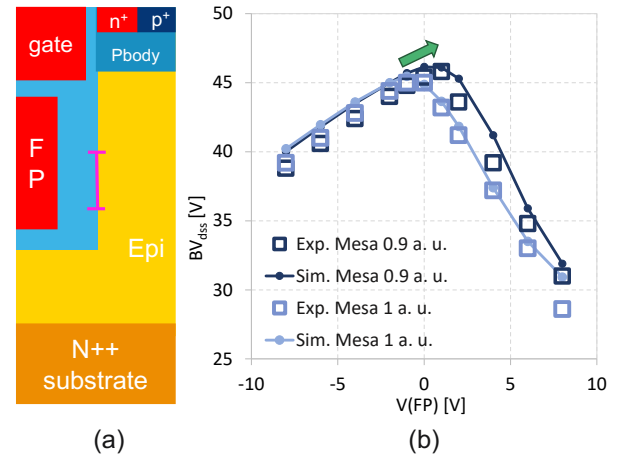 gate
n+
p+
Pbody
F
P
Epi
N++
substrate
(a)
BVdss [V]
50
45
40
35
30
25
-10
-5
0
5
10
V(FP) [V]
Exp. Mesa 0.9 a. u.
Sim. Mesa 0.9 a. u.
Exp. Mesa 1 a. u.
Sim. Mesa 1 a. u.
(b)